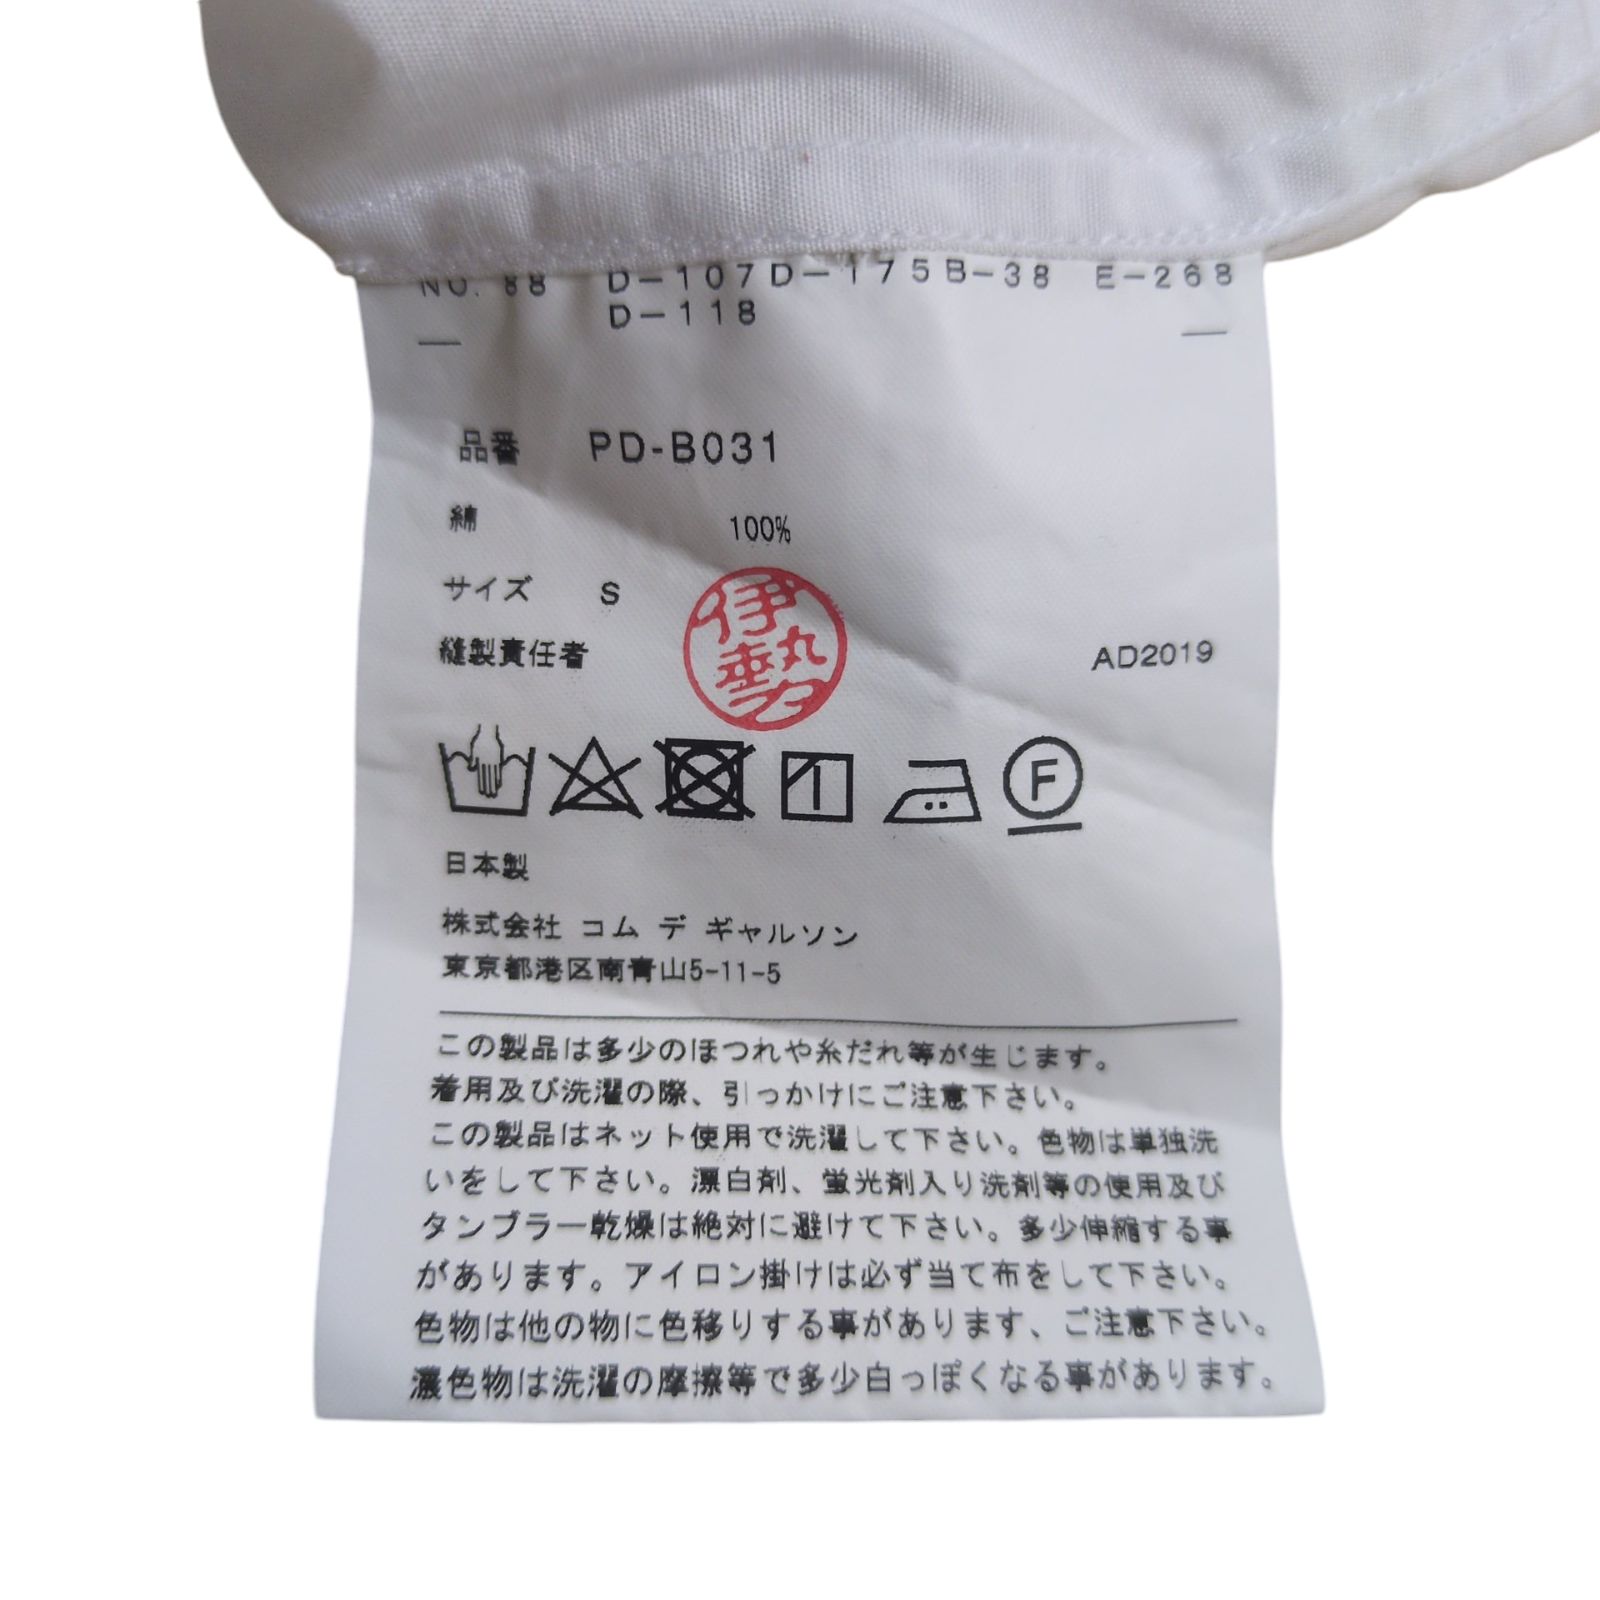 NO. 88 D-107 D-175 B-38 E-268
D-118
品番 PD-B031
綿 100%
サイズ S
縫製責任者 伊勢 AD2019
F
日本製
株式会社 コム デ ギャルソン
東京都港区南青山5-11-5
この製品は多少のほつれや糸だれ等が生じます。
着用及び洗濯の際、引っかけにご注意下さい。
この製品はネット使用で洗濯して下さい。色物は単独洗
いをして下さい。漂白剤、蛍光剤入り洗剤等の使用及び
タンブラー乾燥は絶対に避けて下さい。多少伸縮する事
があります。アイロン掛けは必ず当て布をして下さい。
色物は他の物に色移りする事があります、ご注意下さい。
濃色物は洗濯の摩擦等で多少白っぽくなる事があります。